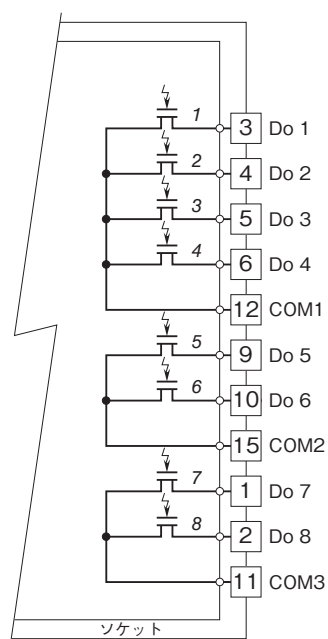 1 3 Do 1
2 4 Do 2
3 5 Do 3
4 6 Do 4
12 COM1
5 9 Do 5
6 10 Do 6
15 COM2
7 1 Do 7
8 2 Do 8
11 COM3
ソケット